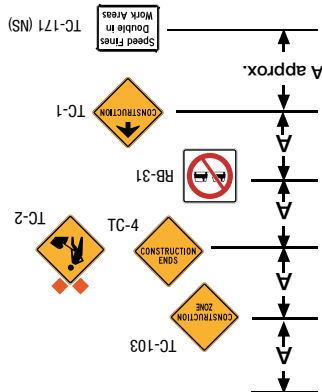 TC-171 (NS)
Speed Fines
Double in
Work Areas
A approx.
TC-1
CONSTRUCTION
A
RB-31
A
TC-2
TC-4
CONSTRUCTION
ENDS
A
TC-103
CONSTRUCTION
ZONE
A